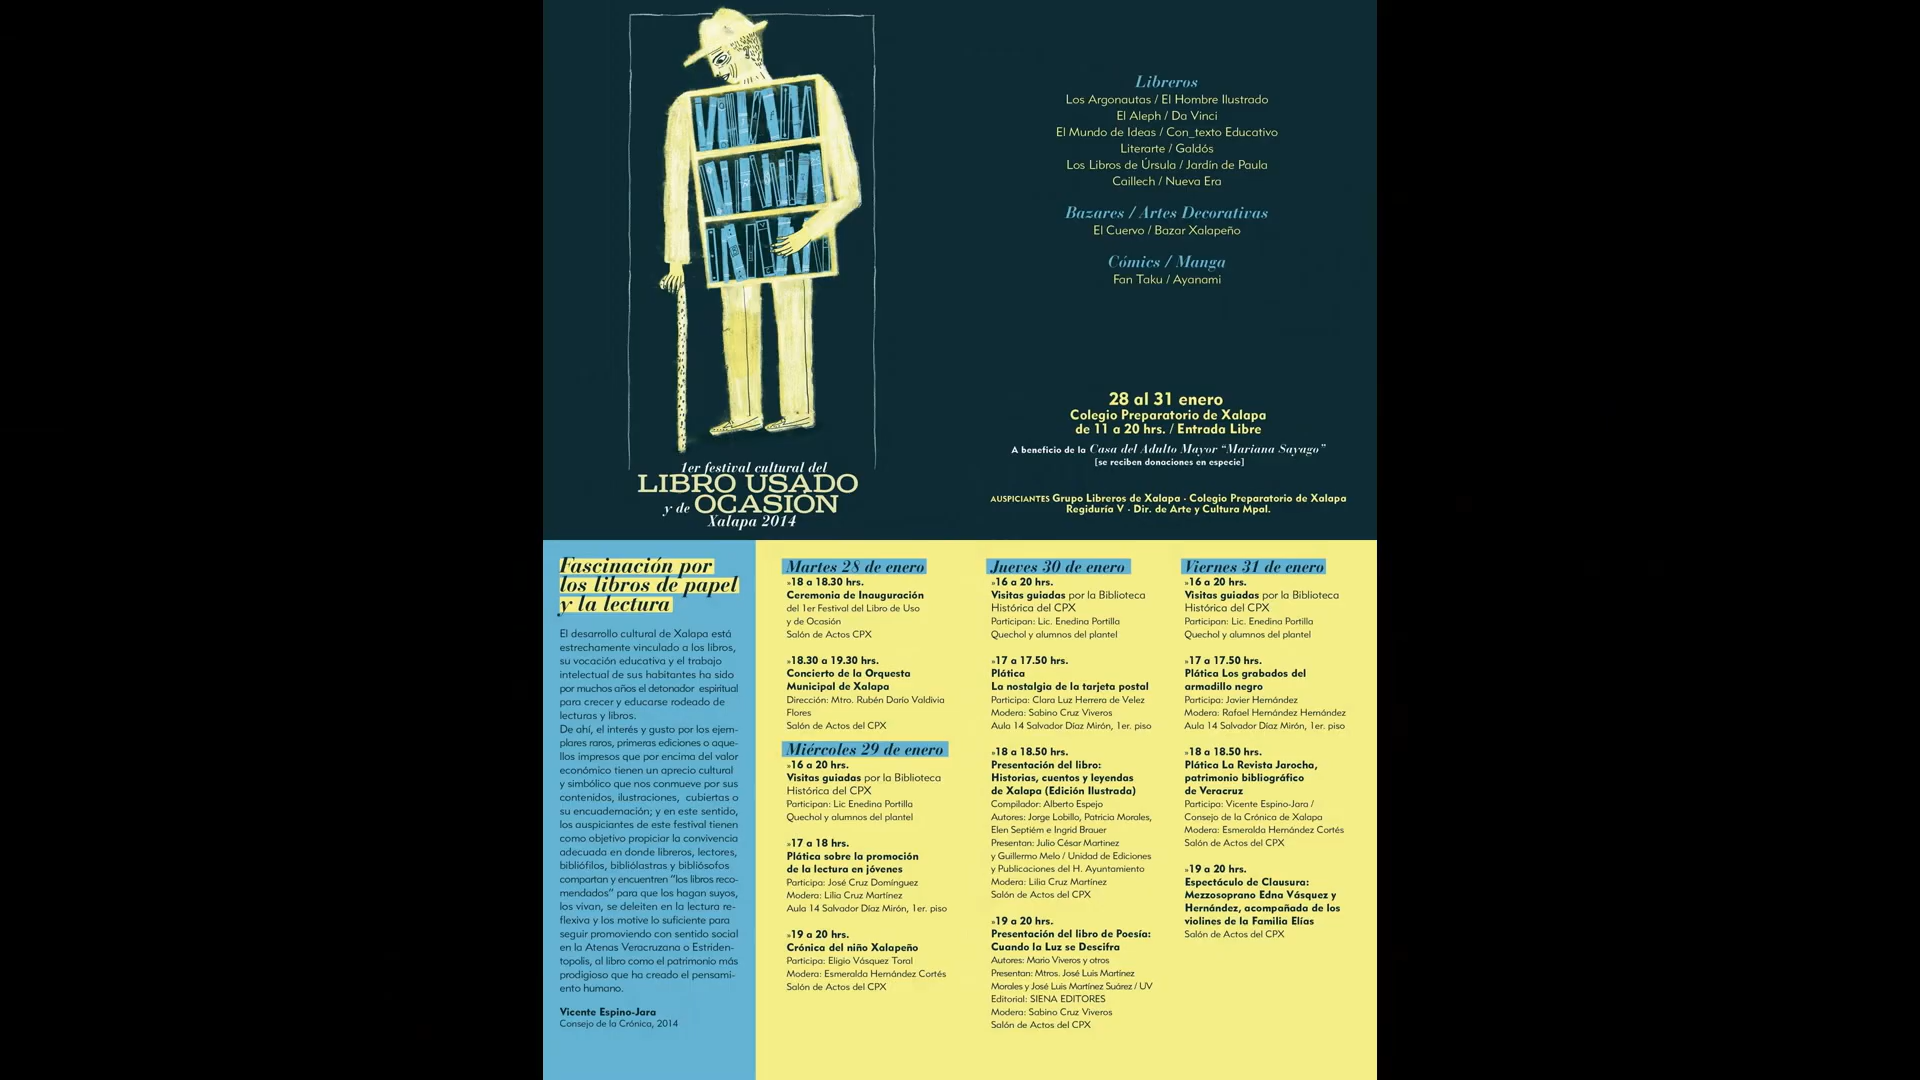 1er festival cultural del
LIBRO USADO
y de OCASIÓN
Xalapa 2014
Libreros
Los Argonautas / El Hombre Ilustrado
El Aleph / Da Vinci
El Mundo de Ideas / Con_texto Educativo
Literarte / Galdós
Los Libros de Úrsula / Jardín de Paula
Caillech / Nueva Era
Bazares / Artes Decorativas
El Cuervo / Bazar Xalapeño
Cómics / Manga
Fan Taku / Ayanami
28 al 31 enero
Colegio Preparatorio de Xalapa
de 11 a 20 hrs. / Entrada Libre
A beneficio de la Casa del Adulto Mayor “Mariana Sayago”
[se reciben donaciones en especie]
AUSPICIANTES Grupo Libreros de Xalapa · Colegio Preparatorio de Xalapa
Regiduría V · Dir. de Arte y Cultura Mpal.
Fascinación por
los libros de papel
y la lectura
El desarrollo cultural de Xalapa está
estrechamente vinculado a los libros,
su vocación educativa y el trabajo
intelectual de sus habitantes ha sido
por muchos años el detonador espiritual
para crecer y educarse rodeado de
lecturas y libros.
De ahí, el interés y gusto por los ejem-
plares raros, primeras ediciones o aque-
llos impresos que por encima del valor
económico tienen un aprecio cultural
y simbólico que nos conmueve por sus
contenidos, ilustraciones, cubiertas o
su encuadernación; y en este sentido,
los auspiciantes de este festival tienen
como objetivo propiciar la convivencia
adecuada en donde libreros, lectores,
bibliófilos, bibliólastras y bibliósofos
compartan y encuentren “los libros reco-
mendados” para que los hagan suyos,
los vivan, se deleiten en la lectura re-
flexiva y los motive lo suficiente para
seguir promoviendo con sentido social
en la Atenas Veracruzana o Estriden-
topolis, al libro como el patrimonio más
prodigioso que ha creado el pensami-
ento humano.
Vicente Espino-Jara
Consejo de la Crónica, 2014
Martes 28 de enero
»18 a 18.30 hrs.
Ceremonia de Inauguración
del 1er Festival del Libro de Uso
y de Ocasión
Salón de Actos CPX
»18.30 a 19.30 hrs.
Concierto de la Orquesta
Municipal de Xalapa
Dirección: Mtro. Rubén Darío Valdivia
Flores
Salón de Actos del CPX
Miércoles 29 de enero
»16 a 20 hrs.
Visitas guiadas por la Biblioteca
Histórica del CPX
Participan: Lic Enedina Portilla
Quechol y alumnos del plantel
»17 a 18 hrs.
Plática sobre la promoción
de la lectura en jóvenes
Participa: José Cruz Domínguez
Modera: Lilia Cruz Martínez
Aula 14 Salvador Díaz Mirón, 1er. piso
»19 a 20 hrs.
Crónica del niño Xalapeño
Participa: Eligio Vásquez Toral
Modera: Esmeralda Hernández Cortés
Salón de Actos del CPX
Jueves 30 de enero
»16 a 20 hrs.
Visitas guiadas por la Biblioteca
Histórica del CPX
Participan: Lic. Enedina Portilla
Quechol y alumnos del plantel
»17 a 17.50 hrs.
Plática
La nostalgia de la tarjeta postal
Participa: Clara Luz Herrera de Velez
Modera: Sabino Cruz Viveros
Aula 14 Salvador Díaz Mirón, 1er. piso
»18 a 18.50 hrs.
Presentación del libro:
Historias, cuentos y leyendas
de Xalapa (Edición Ilustrada)
Compilador: Alberto Espejo
Autores: Jorge Lobillo, Patricia Morales,
Elen Septiém e Ingrid Brauer
Presentan: Julio César Martinez
y Guillermo Melo / Unidad de Ediciones
y Publicaciones del H. Ayuntamiento
Modera: Lilia Cruz Martínez
Salón de Actos del CPX
»19 a 20 hrs.
Presentación del libro de Poesía:
Cuando la Luz se Descifra
Autores: Mario Viveros y otros
Presentan: Mtros. José Luis Martínez
Morales y José Luis Martínez Suárez / UV
Editorial: SIENA EDITORES
Modera: Sabino Cruz Viveros
Salón de Actos del CPX
Viernes 31 de enero
»16 a 20 hrs.
Visitas guiadas por la Biblioteca
Histórica del CPX
Participan: Lic. Enedina Portilla
Quechol y alumnos del plantel
»17 a 17.50 hrs.
Plática Los grabados del
armadillo negro
Participa: Javier Hernández
Modera: Rafael Hernández Hernández
Aula 14 Salvador Díaz Mirón, 1er. piso
»18 a 18.50 hrs.
Plática La Revista Jarocha,
patrimonio bibliográfico
de Veracruz
Participa: Vicente Espino-Jara /
Consejo de la Crónica de Xalapa
Modera: Esmeralda Hernández Cortés
Salón de Actos del CPX
»19 a 20 hrs.
Espectáculo de Clausura:
Mezzosoprano Edna Vásquez y
Hernández, acompañada de los
violines de la Familia Elías
Salón de Actos del CPX